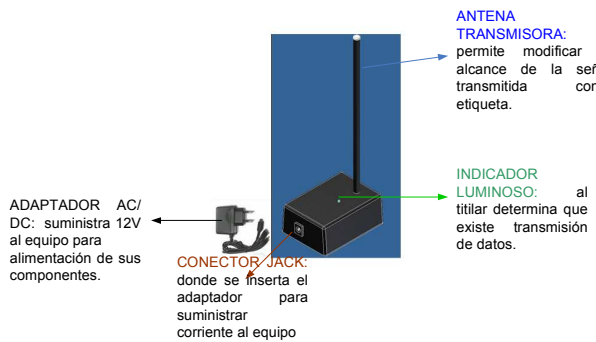 ANTENA
TRANSMISORA:
permite modificar
alcance de la señ
transmitida con
etiqueta.
INDICADOR
LUMINOSO: al
titilar determina que
existe transmisión
de datos.
ADAPTADOR AC/
DC: suministra 12V
al equipo para
alimentación de sus
componentes.
CONECTOR JACK:
donde se inserta el
adaptador para
suministrar
corriente al equipo